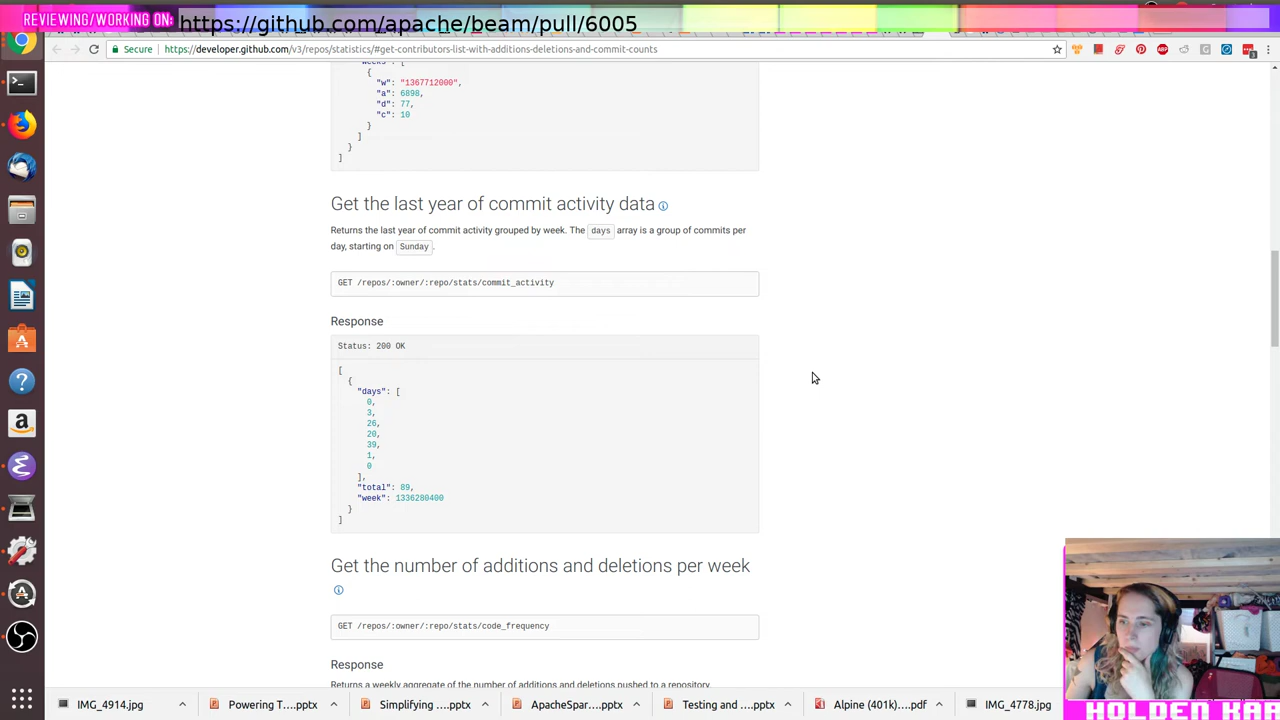 REVIEWING/WORKING ON: https://github.com/apache/beam/pull/6005
Secure https://developer.github.com/v3/repos/statistics/#get-contributors-list-with-additions-deletions-and-commit-counts
"weeks": [
{
"w": "1367712000",
"a": 6898,
"d": 77,
"c": 10
}
]
}
]
Get the last year of commit activity data
Returns the last year of commit activity grouped by week. The days array is a group of commits per
day, starting on Sunday.
GET /repos/:owner/:repo/stats/commit_activity
Response
Status: 200 OK
[
{
"days": [
0,
3,
26,
20,
39,
1,
0
],
"total": 89,
"week": 1336280400
}
]
Get the number of additions and deletions per week
GET /repos/:owner/:repo/stats/code_frequency
Response
Returns a weekly aggregate of the number of additions and deletions pushed to a repository.
IMG_4914.jpg
Powering T....pptx
Simplifying ....pptx
ApacheSpar....pptx
Testing and ....pptx
Alpine (401k)....pdf
IMG_4778.jpg
HOLDEN KAR